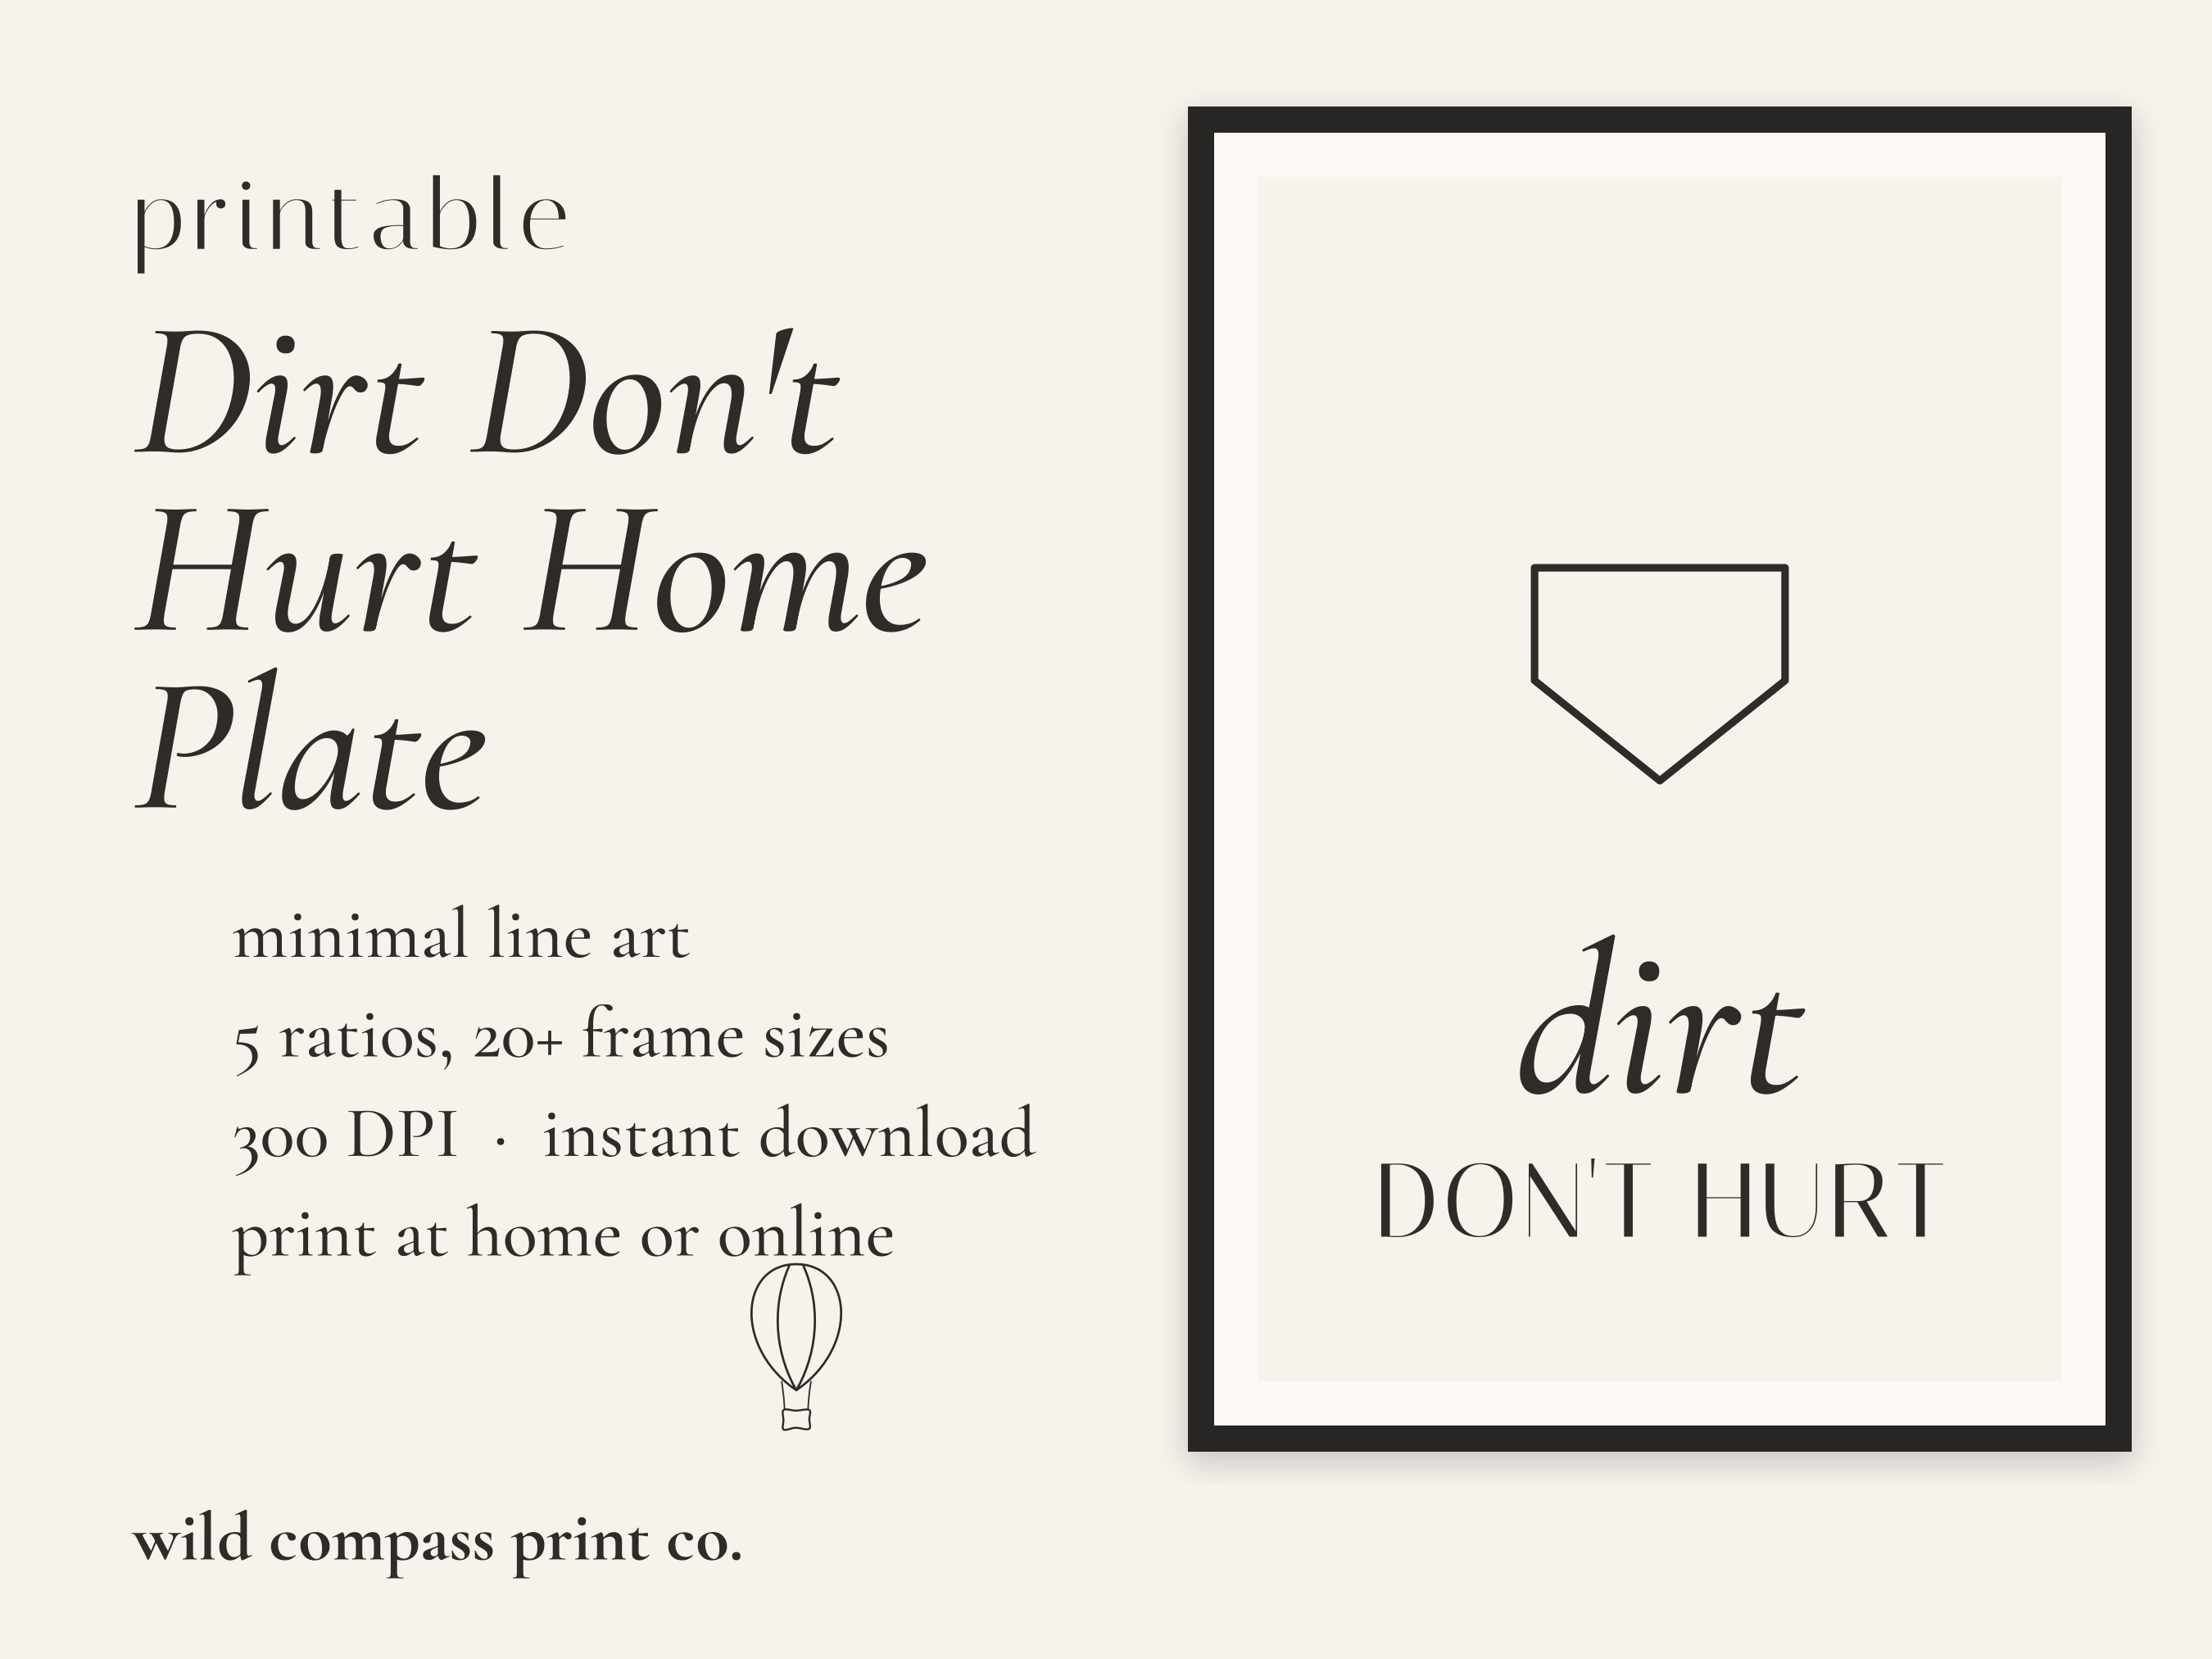 printable
Dirt Don't
Hurt Home
Plate
minimal line art
5 ratios, 20+ frame sizes
300 DPI · instant download
print at home or online
wild compass print co.
dirt
DON'T HURT